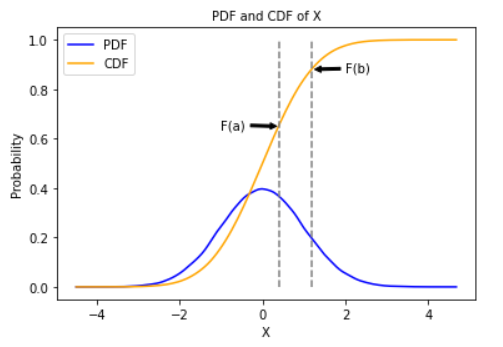 PDF and CDF of X
PDF
CDF
F(a)
F(b)
Probability
1.0
0.8
0.6
0.4
0.2
0.0
−4
−2
0
2
4
X